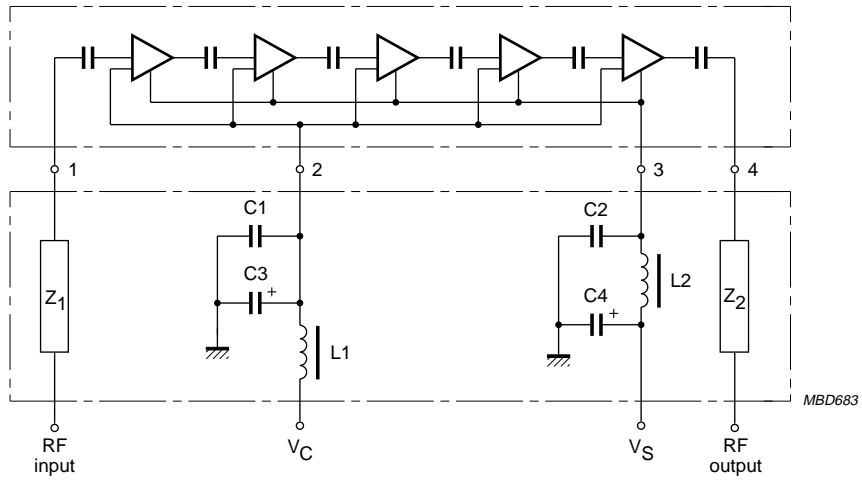 1
2
3
4
C1
C2
C3
+
C4
+
L2
Z1
Z2
L1
MBD683
RF
input
VC
VS
RF
output